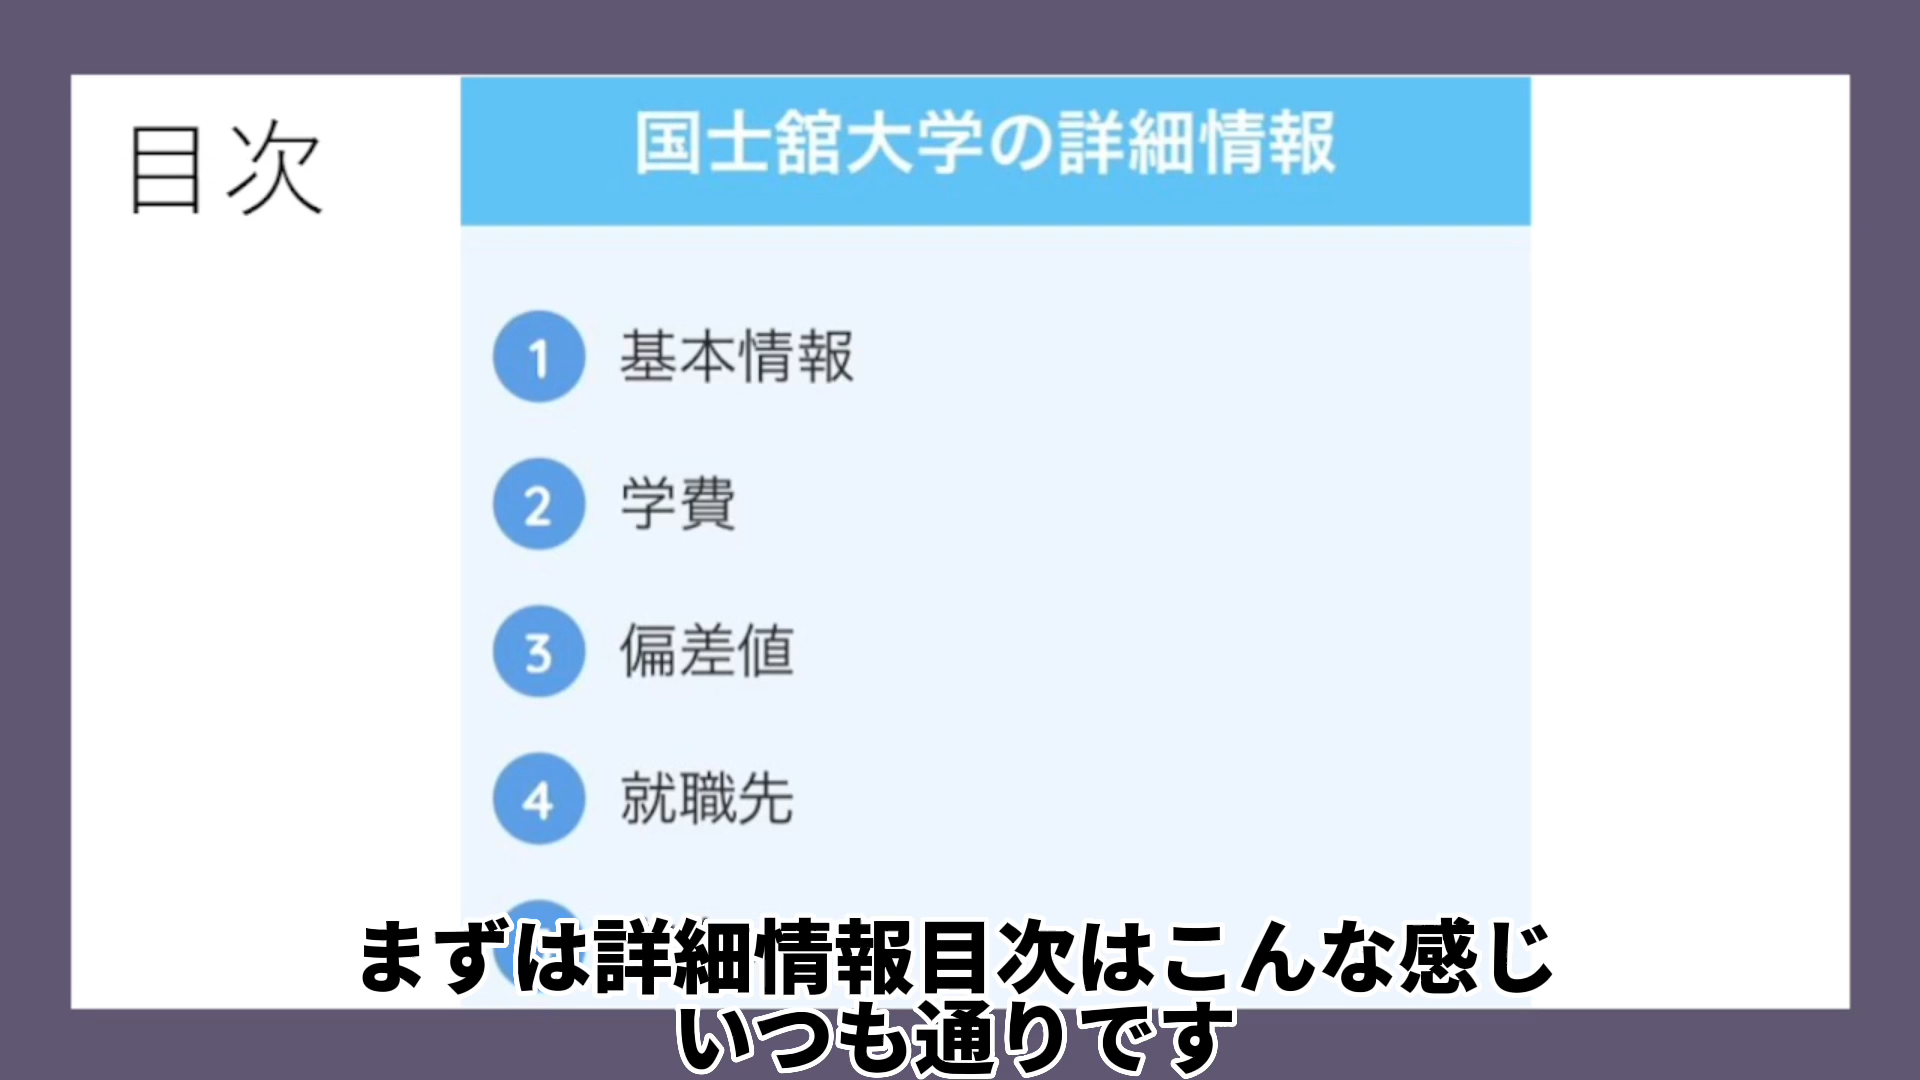 目次
国士舘大学の詳細情報
1 基本情報
2 学費
3 偏差値
4 就職先
まずは詳細情報目次はこんな感じ
いつも通りです